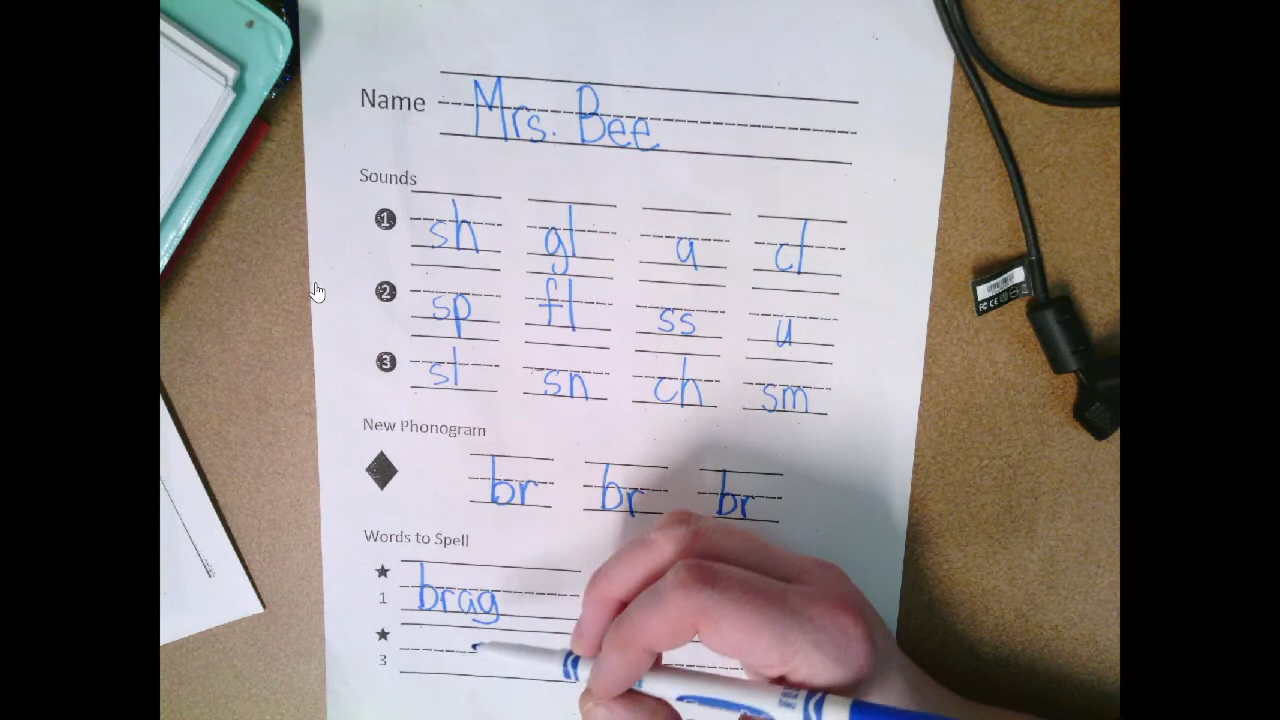 Name Mrs. Bee
Sounds
1 sh gl a cl
2 sp fl ss u
3 sl sn ch sm
New Phonogram
br br br
Words to Spell
1 brag
3